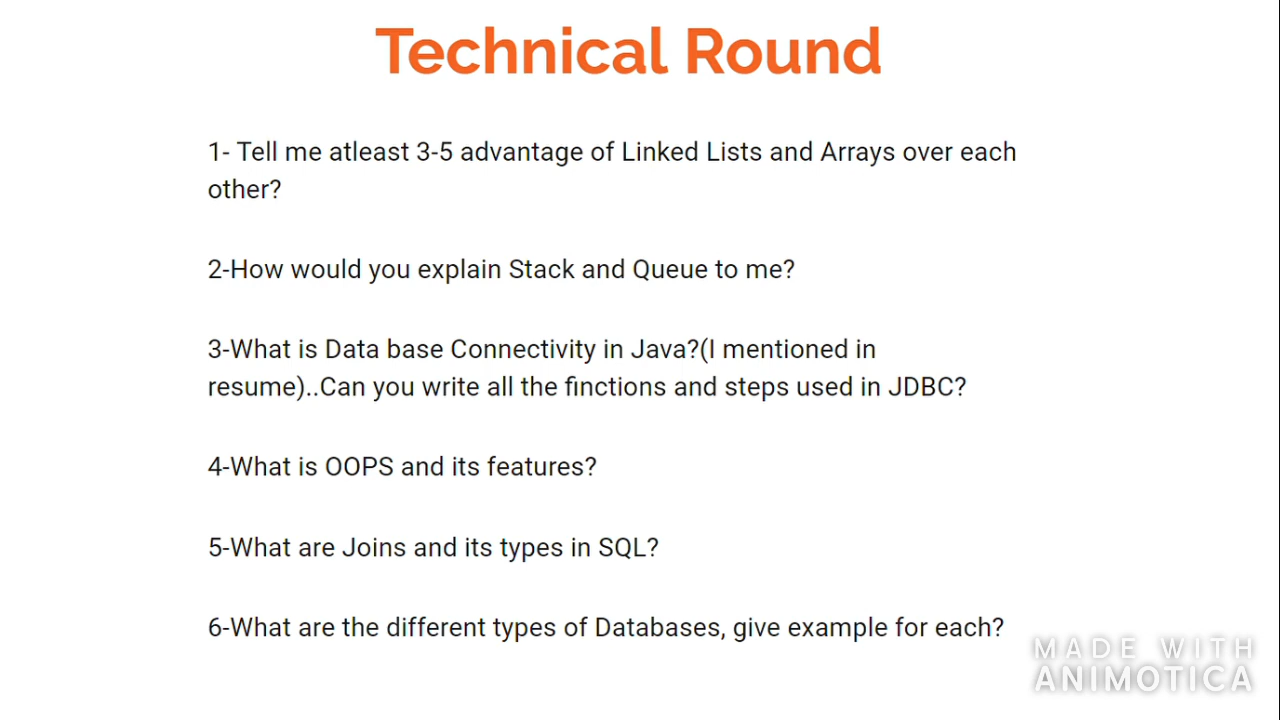 Technical Round
1- Tell me atleast 3-5 advantage of Linked Lists and Arrays over each
other?
2-How would you explain Stack and Queue to me?
3-What is Data base Connectivity in Java?(I mentioned in
resume)..Can you write all the finctions and steps used in JDBC?
4-What is OOPS and its features?
5-What are Joins and its types in SQL?
6-What are the different types of Databases, give example for each?
MADE WITH
ANIMOTICA